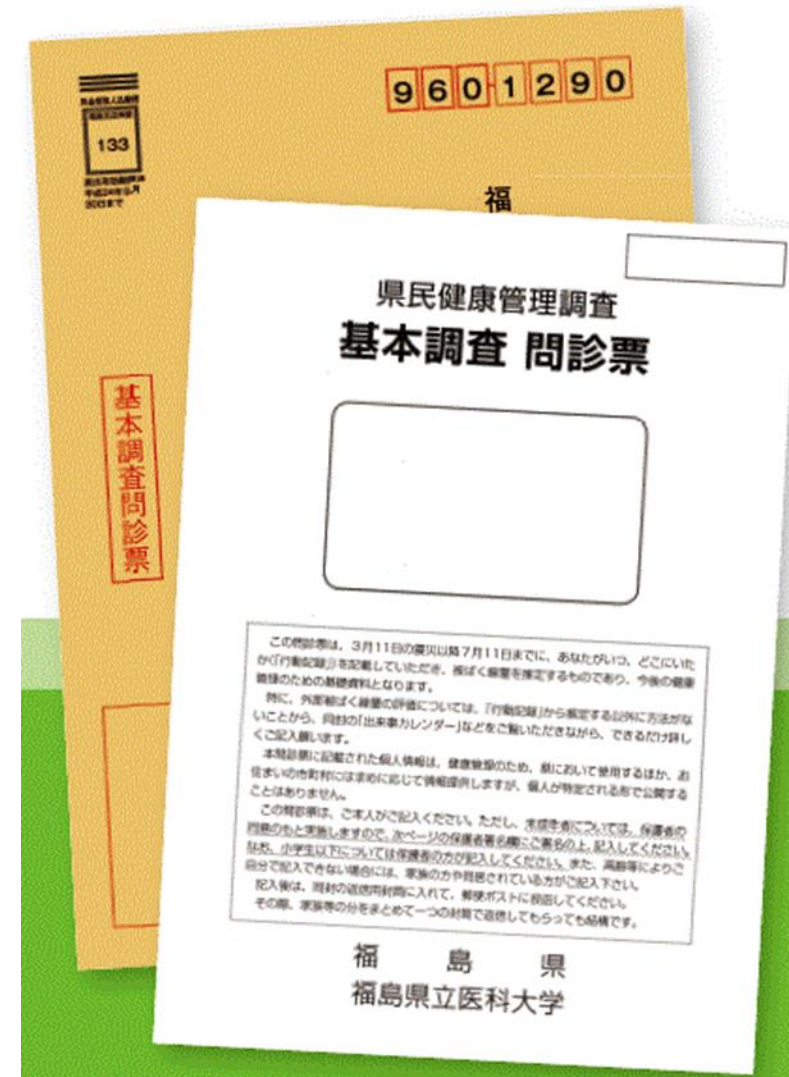 9601290
133
福
基本調査問診票
県民健康管理調査
基本調査 問診票
この問診票は、3月11日の震災以降7月11日までに、あなたがいつ、どこにいた
か(「行動記録」)を記載していただき、被ばく線量を推定するものであり、今後の健康
管理のための基礎資料となります。
特に、外部被ばく線量の評価については、「行動記録」から推定する以外に方法がな
いことから、同封の「出来事カレンダー」などをご覧いただきながら、できるだけ詳し
くご記入願います。
本問診票に記載された個人情報は、健康管理のため、県において使用するほか、お
住まいの市町村には求めに応じて情報提供しますが、個人が特定される形で公開する
ことはありません。
この問診票は、ご本人がご記入ください。ただし、未成年者については、保護者の
同意のもと実施しますので、次ページの保護者署名欄にご署名の上、記入してください。
なお、小学生以下については保護者の方が記入してください。また、高齢等によりご
自分で記入できない場合には、家族の方や同居されている方がご記入下さい。
記入後は、同封の返信用封筒に入れて、郵便ポストに投函してください。
その際、家族等の分をまとめて一つの封筒で返信してもらっても結構です。
福島県
福島県立医科大学